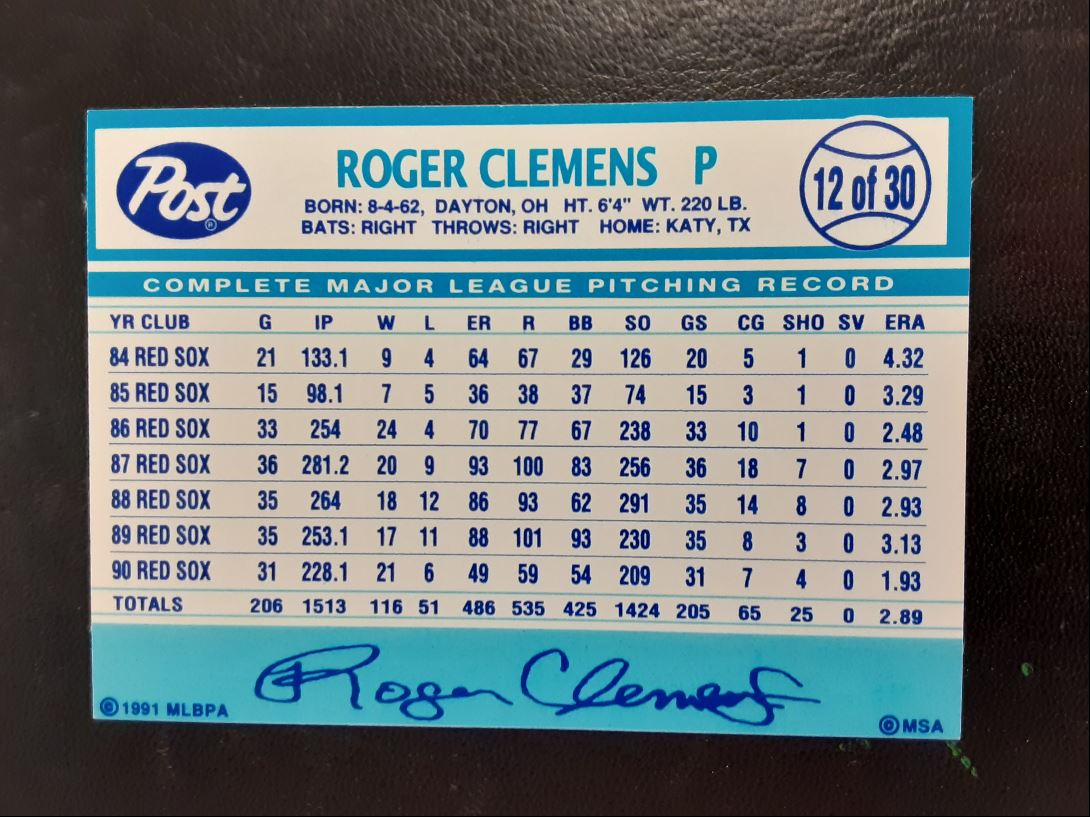 Post ®
ROGER CLEMENS P
12 of 30
BORN: 8-4-62, DAYTON, OH HT. 6'4" WT. 220 LB.
BATS: RIGHT THROWS: RIGHT HOME: KATY, TX
COMPLETE MAJOR LEAGUE PITCHING RECORD
YR CLUB G IP W L ER R BB SO GS CG SHO SV ERA
84 RED SOX 21 133.1 9 4 64 67 29 126 20 5 1 0 4.32
85 RED SOX 15 98.1 7 5 36 38 37 74 15 3 1 0 3.29
86 RED SOX 33 254 24 4 70 77 67 238 33 10 1 0 2.48
87 RED SOX 36 281.2 20 9 93 100 83 256 36 18 7 0 2.97
88 RED SOX 35 264 18 12 86 93 62 291 35 14 8 0 2.93
89 RED SOX 35 253.1 17 11 88 101 93 230 35 8 3 0 3.13
90 RED SOX 31 228.1 21 6 49 59 54 209 31 7 4 0 1.93
TOTALS 206 1513 116 51 486 535 425 1424 205 65 25 0 2.89
Roger Clemens
© 1991 MLBPA
© MSA